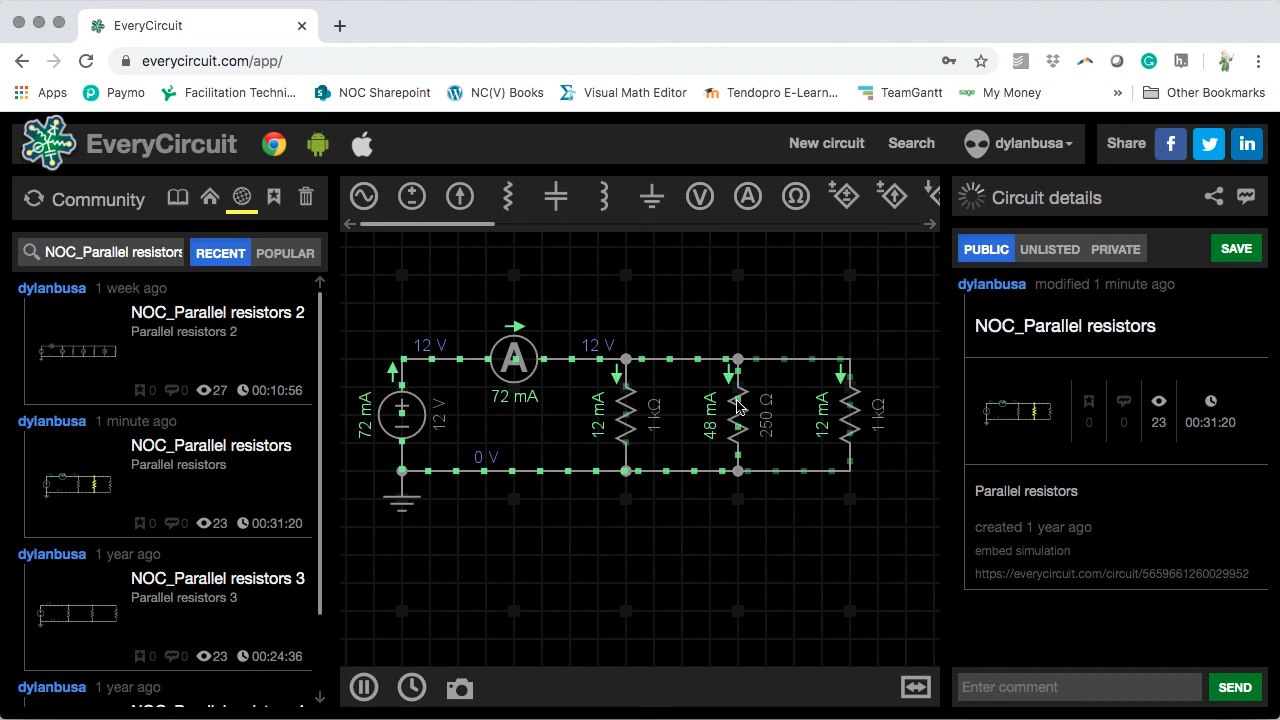 EveryCircuit
everycircuit.com/app/
Apps Paymo Facilitation Techni... NOC Sharepoint NC(V) Books Visual Math Editor Tendopro E-Learn... TeamGantt My Money » Other Bookmarks
EveryCircuit New circuit Search dylanbusa Share
Community
Circuit details
NOC_Parallel resistors RECENT POPULAR
PUBLIC UNLISTED PRIVATE SAVE
dylanbusa 1 week ago
NOC_Parallel resistors 2
Parallel resistors 2
0 0 27 00:10:56
dylanbusa 1 minute ago
NOC_Parallel resistors
Parallel resistors
0 0 23 00:31:20
dylanbusa 1 year ago
NOC_Parallel resistors 3
Parallel resistors 3
0 0 23 00:24:36
dylanbusa 1 year ago
V A Ω
12 V 12 V
A
72 mA
72 mA 12 V 12 mA 1 kΩ 48 mA 250 Ω 12 mA 1 kΩ
0 V
dylanbusa modified 1 minute ago
NOC_Parallel resistors
0 0 23 00:31:20
Parallel resistors
created 1 year ago
embed simulation
https://everycircuit.com/circuit/5659661260029952
Enter comment SEND